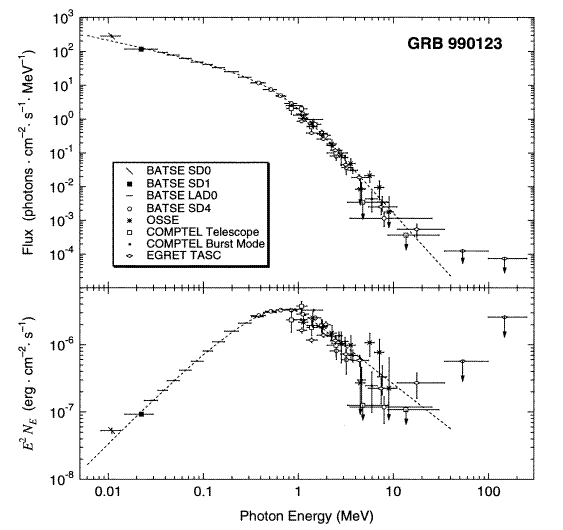 GRB 990123
10³
10²
10¹
10⁰
10⁻¹
10⁻²
10⁻³
10⁻⁴
Flux (photons · cm⁻² · s⁻¹ · MeV⁻¹)
BATSE SD0
BATSE SD1
BATSE LAD0
BATSE SD4
OSSE
COMPTEL Telescope
COMPTEL Burst Mode
EGRET TASC
10⁻⁶
10⁻⁷
10⁻⁸
E² N_E (erg · cm⁻² · s⁻¹)
0.01 0.1 1 10 100
Photon Energy (MeV)